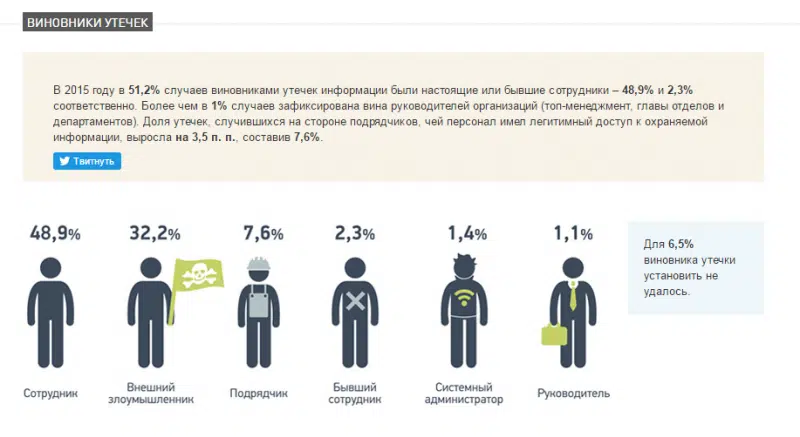 ВИНОВНИКИ УТЕЧЕК
В 2015 году в 51,2% случаев виновниками утечек информации были настоящие или бывшие сотрудники – 48,9% и 2,3%
соответственно. Более чем в 1% случаев зафиксирована вина руководителей организаций (топ-менеджмент, главы отделов и
департаментов). Доля утечек, случившихся на стороне подрядчиков, чей персонал имел легитимный доступ к охраняемой
информации, выросла на 3,5 п. п., составив 7,6%.
Твитнуть
48,9% 32,2% 7,6% 2,3% 1,4% 1,1%
Для 6,5%
виновника утечки
установить не
удалось.
Сотрудник
Внешний
злоумышленник
Подрядчик
Бывший
сотрудник
Системный
администратор
Руководитель